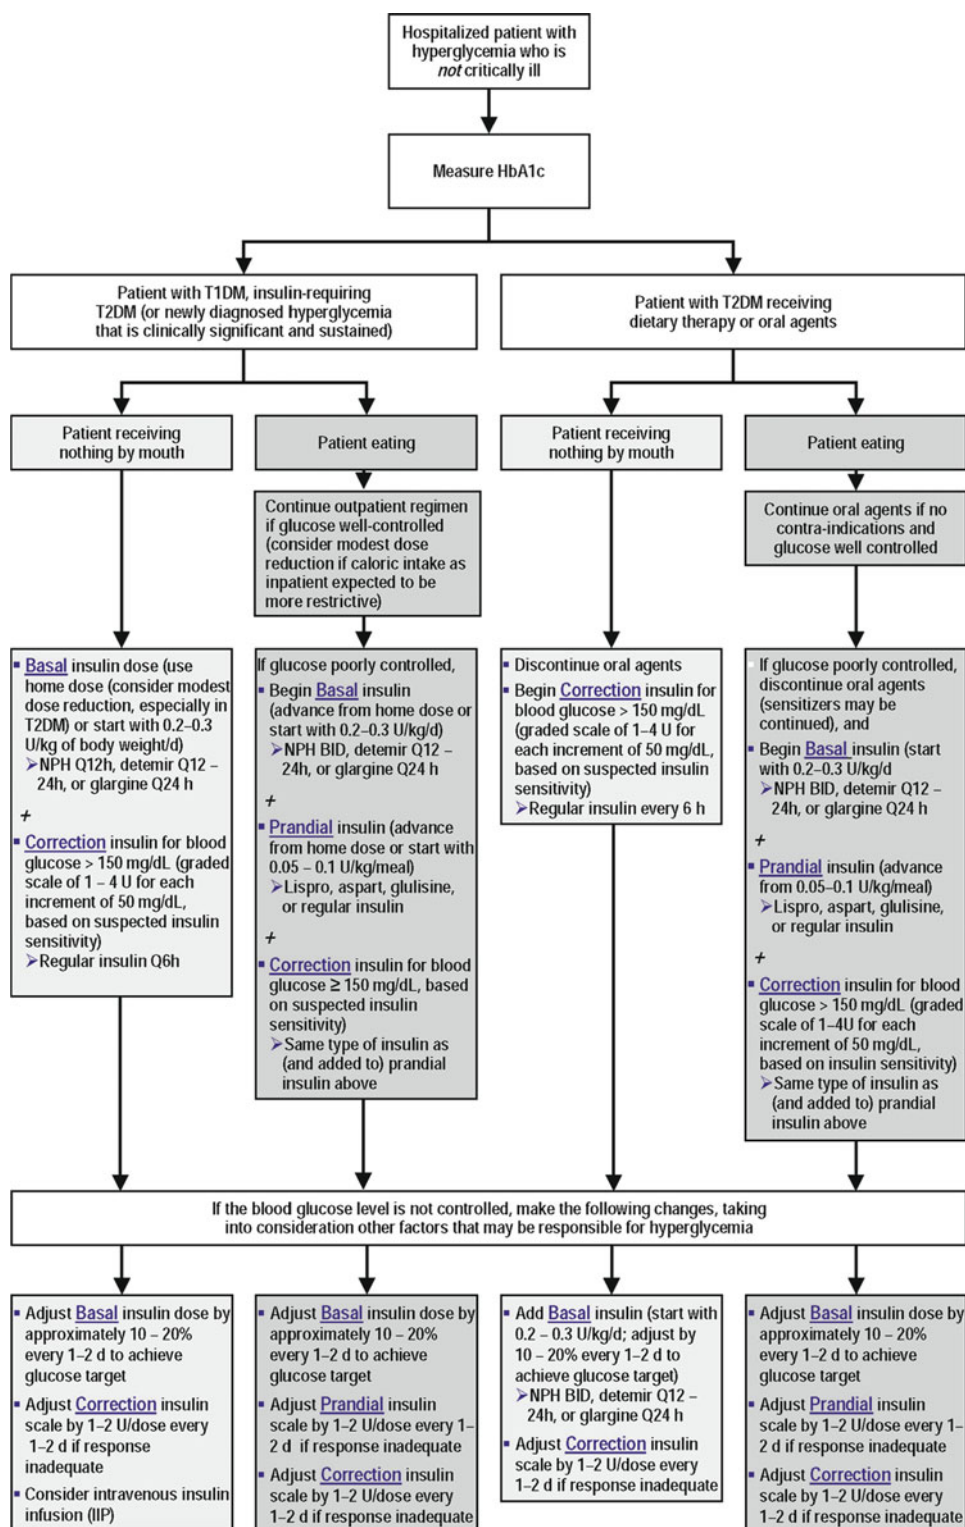 Hospitalized patient with
hyperglycemia who is
not critically ill
Measure HbA1c
Patient with T1DM, insulin-requiring
T2DM (or newly diagnosed hyperglycemia
that is clinically significant and sustained)
Patient with T2DM receiving
dietary therapy or oral agents
Patient receiving
nothing by mouth
Patient eating
Patient receiving
nothing by mouth
Patient eating
Continue outpatient regimen
if glucose well-controlled
(consider modest dose
reduction if caloric intake as
inpatient expected to be
more restrictive)
Continue oral agents if no
contra-indications and
glucose well controlled
▪ Basal insulin dose (use
home dose (consider modest
dose reduction, especially in
T2DM) or start with 0.2–0.3
U/kg of body weight/d)
➢NPH Q12h, detemir Q12 –
24h, or glargine Q24 h
+
▪ Correction insulin for blood
glucose > 150 mg/dL (graded
scale of 1 – 4 U for each
increment of 50 mg/dL,
based on suspected insulin
sensitivity)
➢Regular insulin Q6h
If glucose poorly controlled,
▪ Begin Basal insulin
(advance from home dose or
start with 0.2–0.3 U/kg/d)
➢NPH BID, detemir Q12 –
24h, or glargine Q24 h
+
▪ Prandial insulin (advance
from home dose or start with
0.05 – 0.1 U/kg/meal)
➢Lispro, aspart, glulisine,
or regular insulin
+
▪ Correction insulin for blood
glucose ≥ 150 mg/dL, based
on suspected insulin
sensitivity)
➢Same type of insulin as
(and added to) prandial
insulin above
▪ Discontinue oral agents
▪ Begin Correction insulin for
blood glucose > 150 mg/dL
(graded scale of 1–4 U for
each increment of 50 mg/dL,
based on suspected insulin
sensitivity)
➢Regular insulin every 6 h
▪ If glucose poorly controlled,
discontinue oral agents
(sensitizers may be
continued), and
▪ Begin Basal insulin (start
with 0.2–0.3 U/kg/d
➢NPH BID, detemir Q12 –
24h, or glargine Q24 h
+
▪ Prandial insulin (advance
from 0.05–0.1 U/kg/meal)
➢Lispro, aspart, glulisine,
or regular insulin
+
▪ Correction insulin for blood
glucose > 150 mg/dL (graded
scale of 1–4U for each
increment of 50 mg/dL,
based on insulin sensitivity)
➢Same type of insulin as
(and added to) prandial
insulin above
If the blood glucose level is not controlled, make the following changes, taking
into consideration other factors that may be responsible for hyperglycemia
▪ Adjust Basal insulin dose by
approximately 10 – 20%
every 1–2 d to achieve
glucose target
▪ Adjust Correction insulin
scale by 1–2 U/dose every
1–2 d if response
inadequate
▪ Consider intravenous insulin
infusion (IIP)
▪ Adjust Basal insulin dose by
approximately 10 – 20%
every 1–2 d to achieve
glucose target
▪ Adjust Prandial insulin
scale by 1–2 U/dose every 1–
2 d if response inadequate
▪ Adjust Correction insulin
scale by 1–2 U/dose every
1–2 d if response inadequate
▪ Add Basal insulin (start with
0.2 – 0.3 U/kg/d; adjust by
10 – 20% every 1–2 d to
achieve glucose target)
➢NPH BID, detemir Q12 –
24h, or glargine Q24 h
▪ Adjust Correction insulin
scale by 1–2 U/dose every
1–2 d if response inadequate
▪ Adjust Basal insulin dose by
approximately 10 – 20%
every 1–2 d to achieve
glucose target
▪ Adjust Prandial insulin
scale by 1–2 U/dose every 1–
2 d if response inadequate
▪ Adjust Correction insulin
scale by 1–2 U/dose every
1–2 d if response inadequate